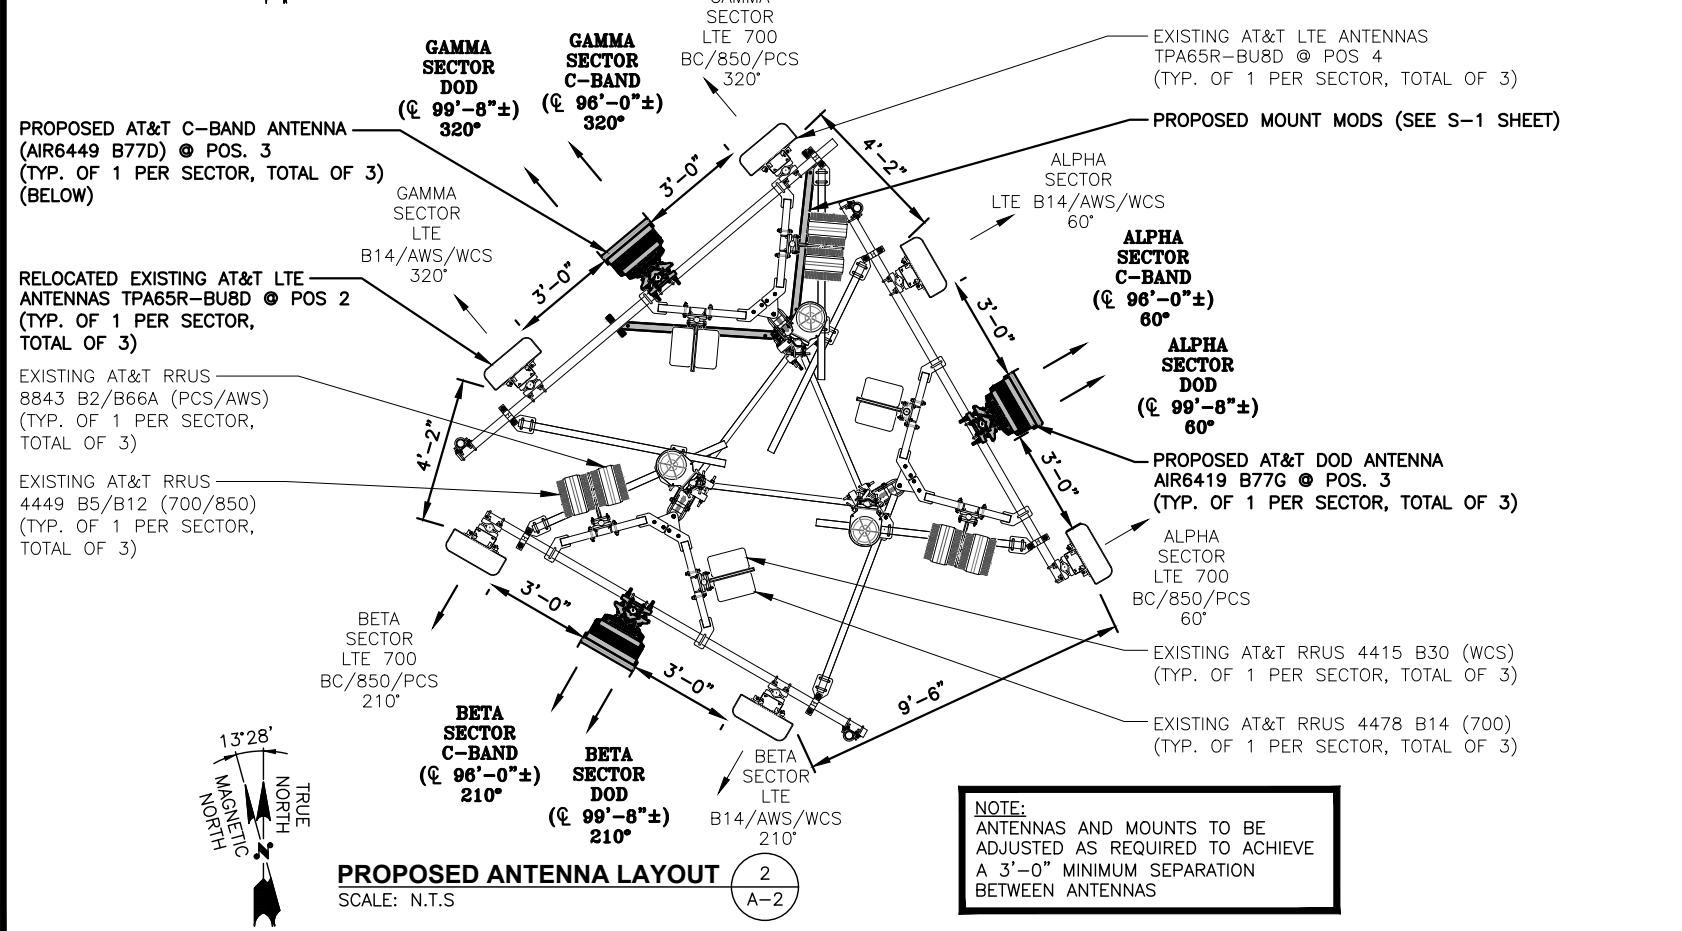 GAMMA
SECTOR
LTE 700
BC/850/PCS
320°
GAMMA
SECTOR
DOD
(℄ 99'-8"±)
320°
GAMMA
SECTOR
C-BAND
(℄ 96'-0"±)
320°
EXISTING AT&T LTE ANTENNAS
TPA65R-BU8D @ POS 4
(TYP. OF 1 PER SECTOR, TOTAL OF 3)
PROPOSED AT&T C-BAND ANTENNA
(AIR6449 B77D) @ POS. 3
(TYP. OF 1 PER SECTOR, TOTAL OF 3)
(BELOW)
PROPOSED MOUNT MODS (SEE S-1 SHEET)
3'-0"
4'-2"
GAMMA
SECTOR
LTE
B14/AWS/WCS
320°
ALPHA
SECTOR
LTE B14/AWS/WCS
60°
3'-0"
ALPHA
SECTOR
C-BAND
(℄ 96'-0"±)
60°
RELOCATED EXISTING AT&T LTE
ANTENNAS TPA65R-BU8D @ POS 2
(TYP. OF 1 PER SECTOR,
TOTAL OF 3)
3'-0"
ALPHA
SECTOR
DOD
(℄ 99'-8"±)
60°
EXISTING AT&T RRUS
8843 B2/B66A (PCS/AWS)
(TYP. OF 1 PER SECTOR,
TOTAL OF 3)
4'-2"
3'-0"
PROPOSED AT&T DOD ANTENNA
AIR6419 B77G @ POS. 3
(TYP. OF 1 PER SECTOR, TOTAL OF 3)
EXISTING AT&T RRUS
4449 B5/B12 (700/850)
(TYP. OF 1 PER SECTOR,
TOTAL OF 3)
ALPHA
SECTOR
LTE 700
BC/850/PCS
60°
3'-0"
BETA
SECTOR
LTE 700
BC/850/PCS
210°
3'-0"
EXISTING AT&T RRUS 4415 B30 (WCS)
(TYP. OF 1 PER SECTOR, TOTAL OF 3)
9'-6"
BETA
SECTOR
C-BAND
(℄ 96'-0"±)
210°
BETA
SECTOR
DOD
(℄ 99'-8"±)
210°
BETA
SECTOR
LTE
B14/AWS/WCS
210°
EXISTING AT&T RRUS 4478 B14 (700)
(TYP. OF 1 PER SECTOR, TOTAL OF 3)
13°28'
MAGNETIC
NORTH
TRUE
NORTH
N
PROPOSED ANTENNA LAYOUT
2
A-2
SCALE: N.T.S
NOTE:
ANTENNAS AND MOUNTS TO BE
ADJUSTED AS REQUIRED TO ACHIEVE
A 3'-0" MINIMUM SEPARATION
BETWEEN ANTENNAS